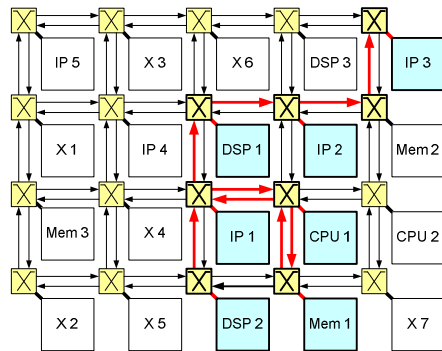 IP 5
X 3
X 6
DSP 3
IP 3
X 1
IP 4
DSP 1
IP 2
Mem 2
Mem 3
X 4
IP 1
CPU 1
CPU 2
X 2
X 5
DSP 2
Mem 1
X 7